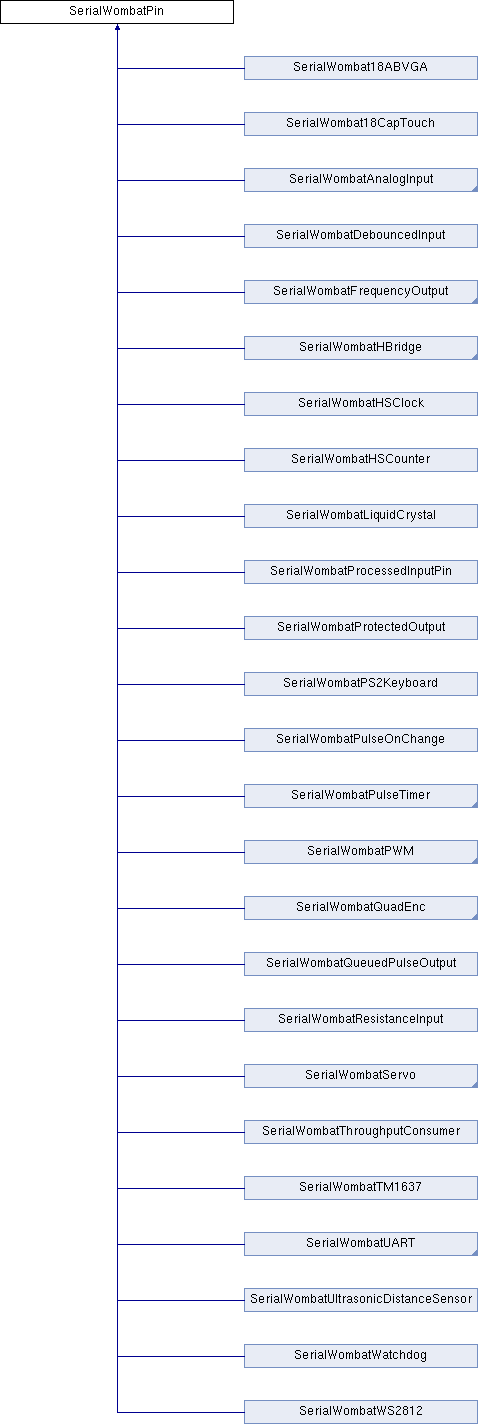 SerialWombatPin
SerialWombat18ABVGA
SerialWombat18CapTouch
SerialWombatAnalogInput
SerialWombatDebouncedInput
SerialWombatFrequencyOutput
SerialWombatHBridge
SerialWombatHSClock
SerialWombatHSCounter
SerialWombatLiquidCrystal
SerialWombatProcessedInputPin
SerialWombatProtectedOutput
SerialWombatPS2Keyboard
SerialWombatPulseOnChange
SerialWombatPulseTimer
SerialWombatPWM
SerialWombatQuadEnc
SerialWombatQueuedPulseOutput
SerialWombatResistanceInput
SerialWombatServo
SerialWombatThroughputConsumer
SerialWombatTM1637
SerialWombatUART
SerialWombatUltrasonicDistanceSensor
SerialWombatWatchdog
SerialWombatWS2812